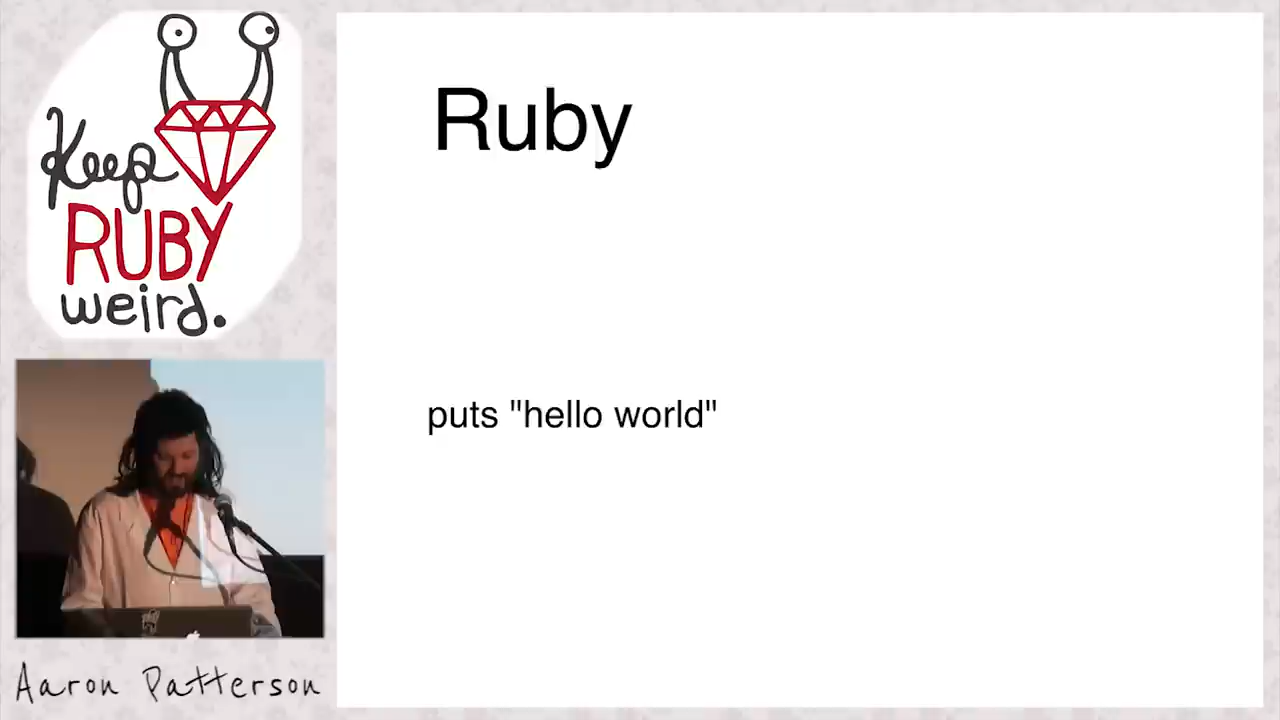 Keep
RUBY
weird.
Aaron Patterson
Ruby
puts "hello world"